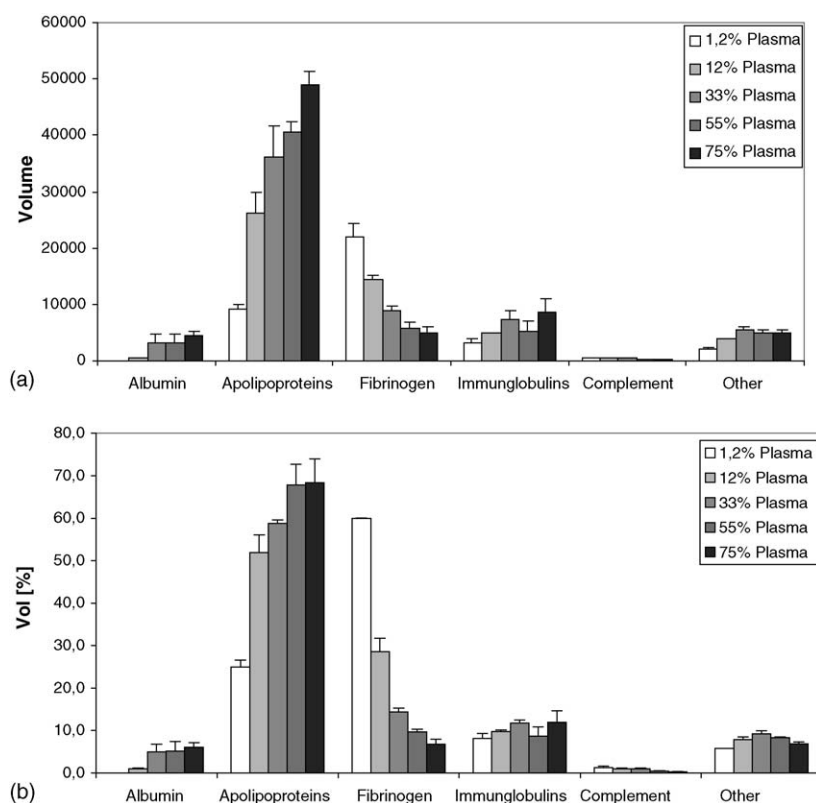 60000
50000
40000
30000
20000
10000
0
Volume
1,2% Plasma
12% Plasma
33% Plasma
55% Plasma
75% Plasma
(a)
Albumin Apolipoproteins Fibrinogen Immunglobulins Complement Other
80,0
70,0
60,0
50,0
40,0
30,0
20,0
10,0
0,0
Vol [%]
1,2% Plasma
12% Plasma
33% Plasma
55% Plasma
75% Plasma
(b)
Albumin Apolipoproteins Fibrinogen Immunglobulins Complement Other